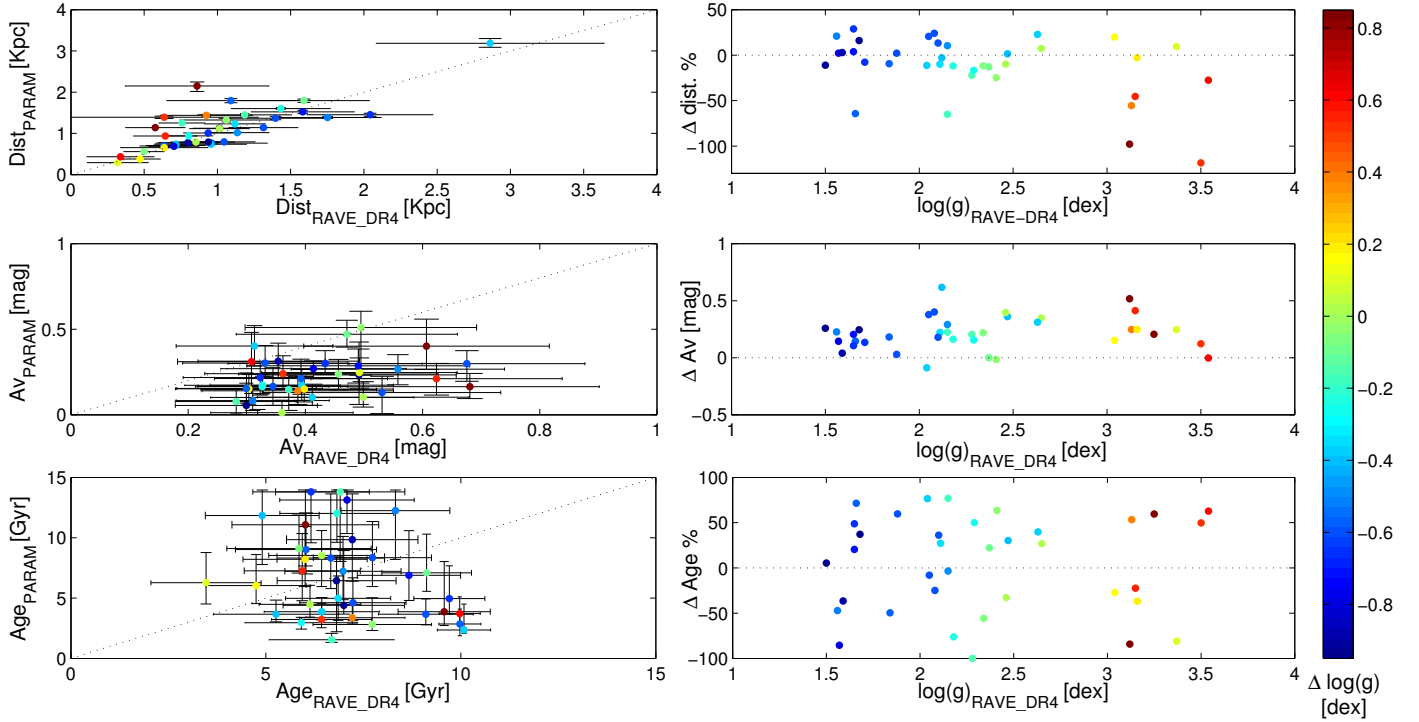 Dist_PARAM [Kpc]
4
3
2
1
0
0 0.5 1 1.5 2 2.5 3 3.5 4
Dist_RAVE_DR4 [Kpc]
Δ dist. %
50
0
-50
-100
1 1.5 2 2.5 3 3.5 4
log(g)_RAVE-DR4 [dex]
Av_PARAM [mag]
1
0.5
0
0 0.2 0.4 0.6 0.8 1
Av_RAVE_DR4 [mag]
Δ Av [mag]
1
0.5
0
-0.5
1 1.5 2 2.5 3 3.5 4
log(g)_RAVE_DR4 [dex]
Age_PARAM [Gyr]
15
10
5
0
0 5 10 15
Age_RAVE_DR4 [Gyr]
Δ Age %
100
50
0
-50
-100
1 1.5 2 2.5 3 3.5 4
log(g)_RAVE_DR4 [dex]
0.8
0.6
0.4
0.2
0
-0.2
-0.4
-0.6
-0.8
Δ log(g)
[dex]